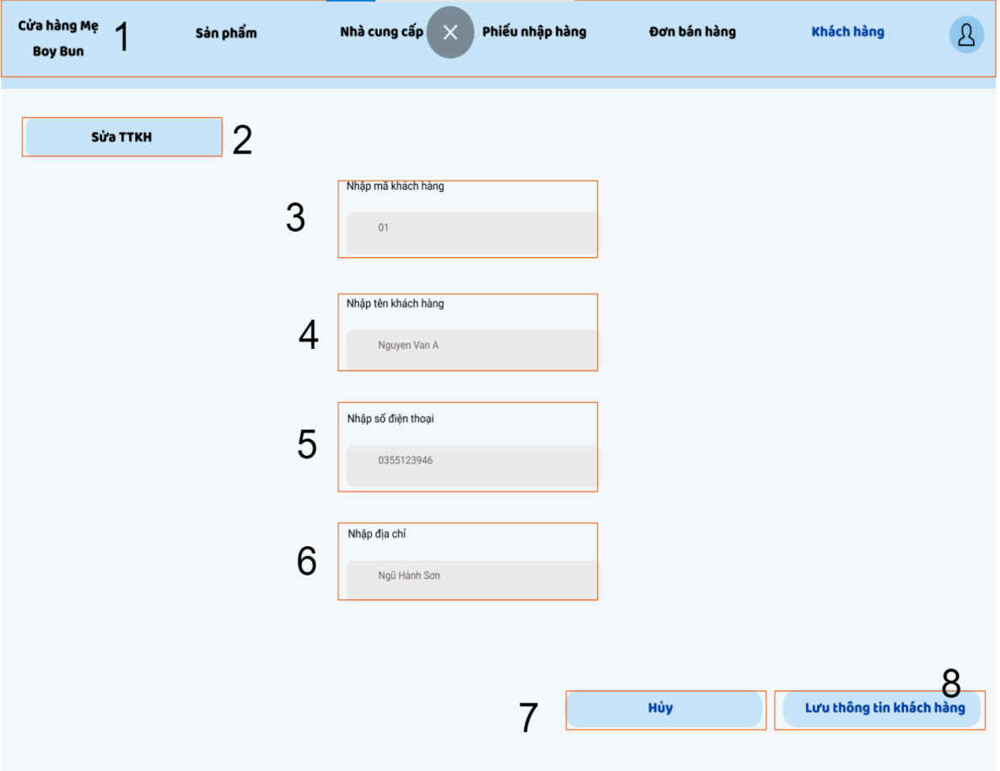 Cửa hàng Mẹ
Boy Bun
1
Sản phẩm
Nhà cung cấp
Phiếu nhập hàng
Đơn bán hàng
Khách hàng
Sửa TTKH
2
Nhập mã khách hàng
3
01
Nhập tên khách hàng
4
Nguyen Van A
Nhập số điện thoại
5
0355123946
Nhập địa chỉ
6
Ngũ Hành Sơn
7
Hủy
8
Lưu thông tin khách hàng